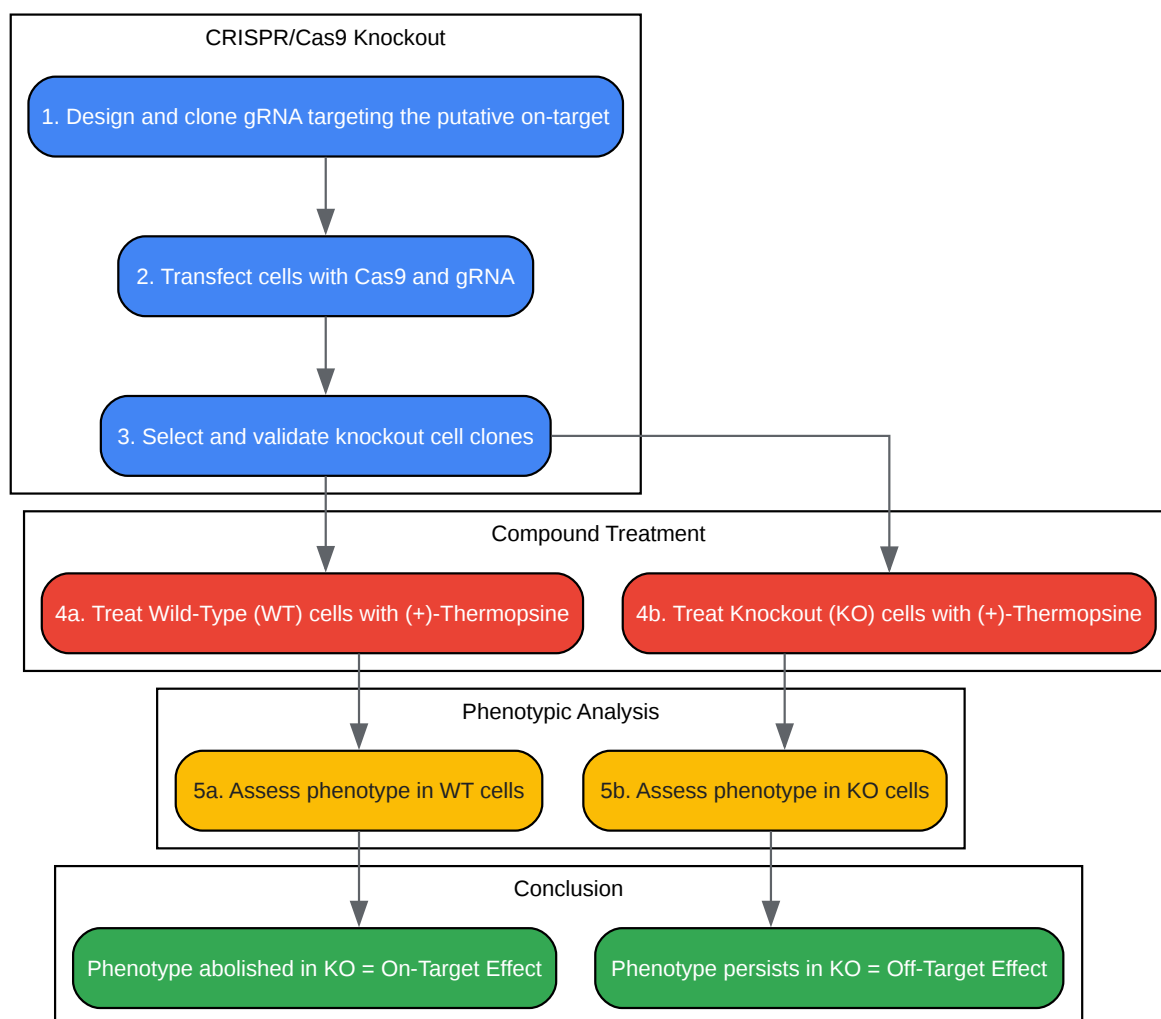 CRISPR/Cas9 Knockout
1. Design and clone gRNA targeting the putative on-target
2. Transfect cells with Cas9 and gRNA
3. Select and validate knockout cell clones
Compound Treatment
4a. Treat Wild-Type (WT) cells with (+)-Thermopsine
4b. Treat Knockout (KO) cells with (+)-Thermopsine
Phenotypic Analysis
5a. Assess phenotype in WT cells
5b. Assess phenotype in KO cells
Conclusion
Phenotype abolished in KO = On-Target Effect
Phenotype persists in KO = Off-Target Effect